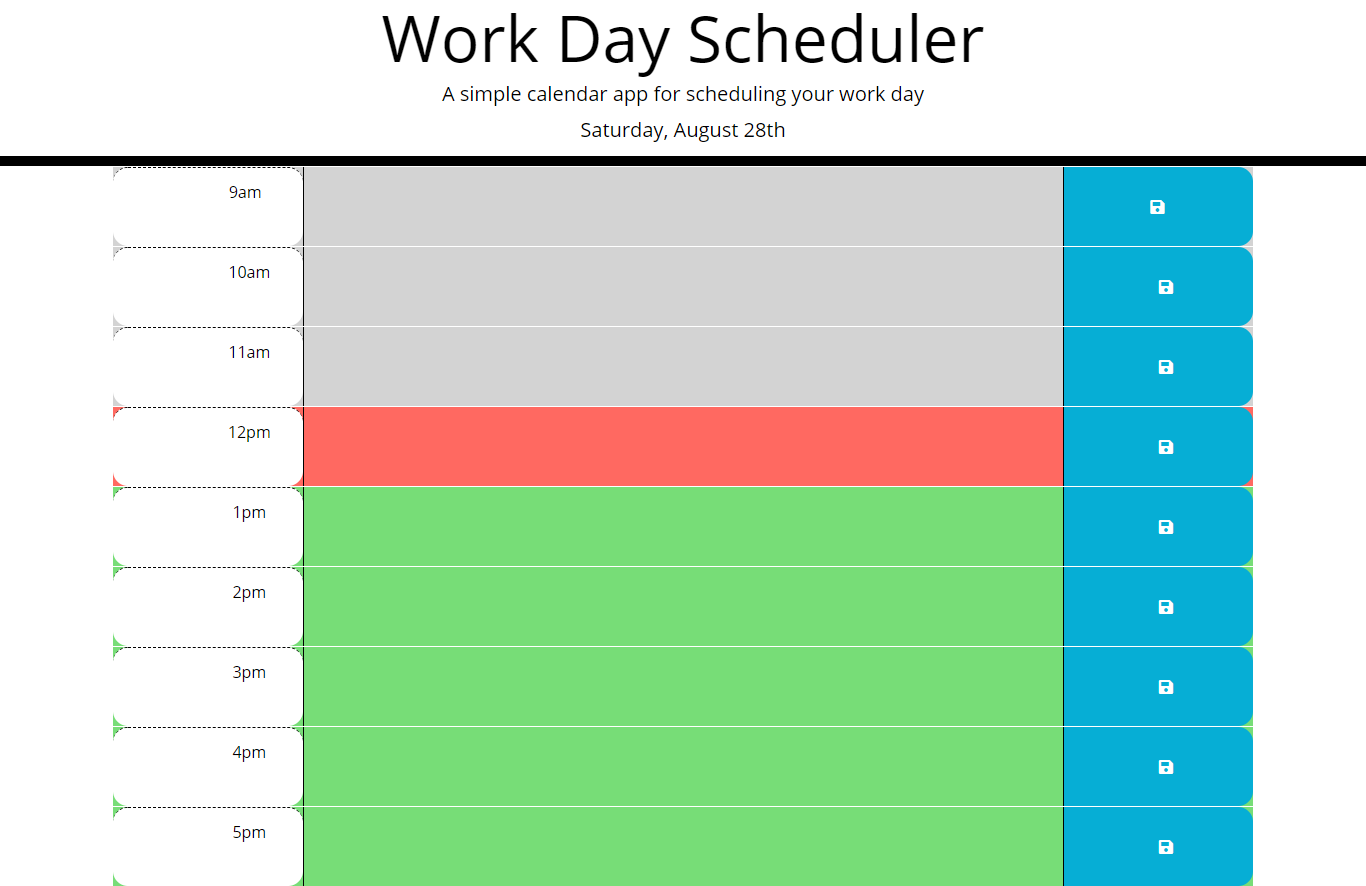 Work Day Scheduler
A simple calendar app for scheduling your work day
Saturday, August 28th
9am
10am
11am
12pm
1pm
2pm
3pm
4pm
5pm